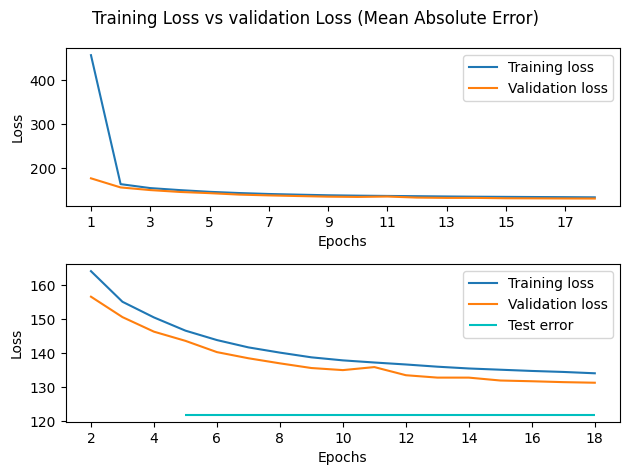 Training Loss vs validation Loss (Mean Absolute Error)
400
300
200
Loss
Training loss
Validation loss
1 3 5 7 9 11 13 15 17
Epochs
160
150
140
130
120
Loss
Training loss
Validation loss
Test error
2 4 6 8 10 12 14 16 18
Epochs